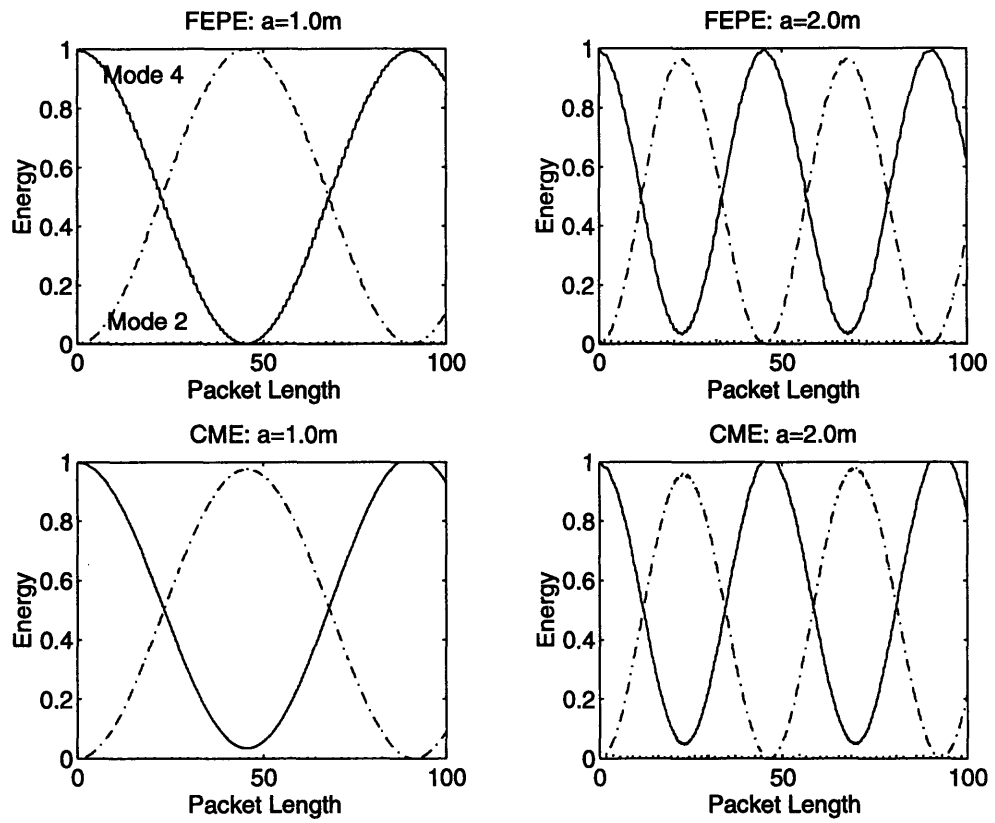 FEPE: a=1.0m
1
Mode 4
0.8
0.6
Energy
0.4
0.2
Mode 2
0
0
50
100
Packet Length
FEPE: a=2.0m
1
0.8
0.6
Energy
0.4
0.2
0
0
50
100
Packet Length
CME: a=1.0m
1
0.8
0.6
Energy
0.4
0.2
0
0
50
100
Packet Length
CME: a=2.0m
1
0.8
0.6
Energy
0.4
0.2
0
0
50
100
Packet Length